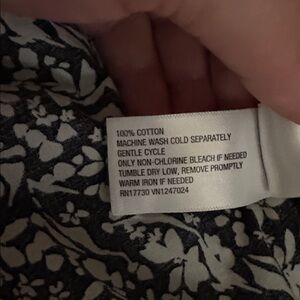 100% COTTON
MACHINE WASH COLD SEPARATELY
GENTLE CYCLE
ONLY NON-CHLORINE BLEACH IF NEEDED
TUMBLE DRY LOW, REMOVE PROMPTLY
WARM IRON IF NEEDED
RN17730 VN1247024